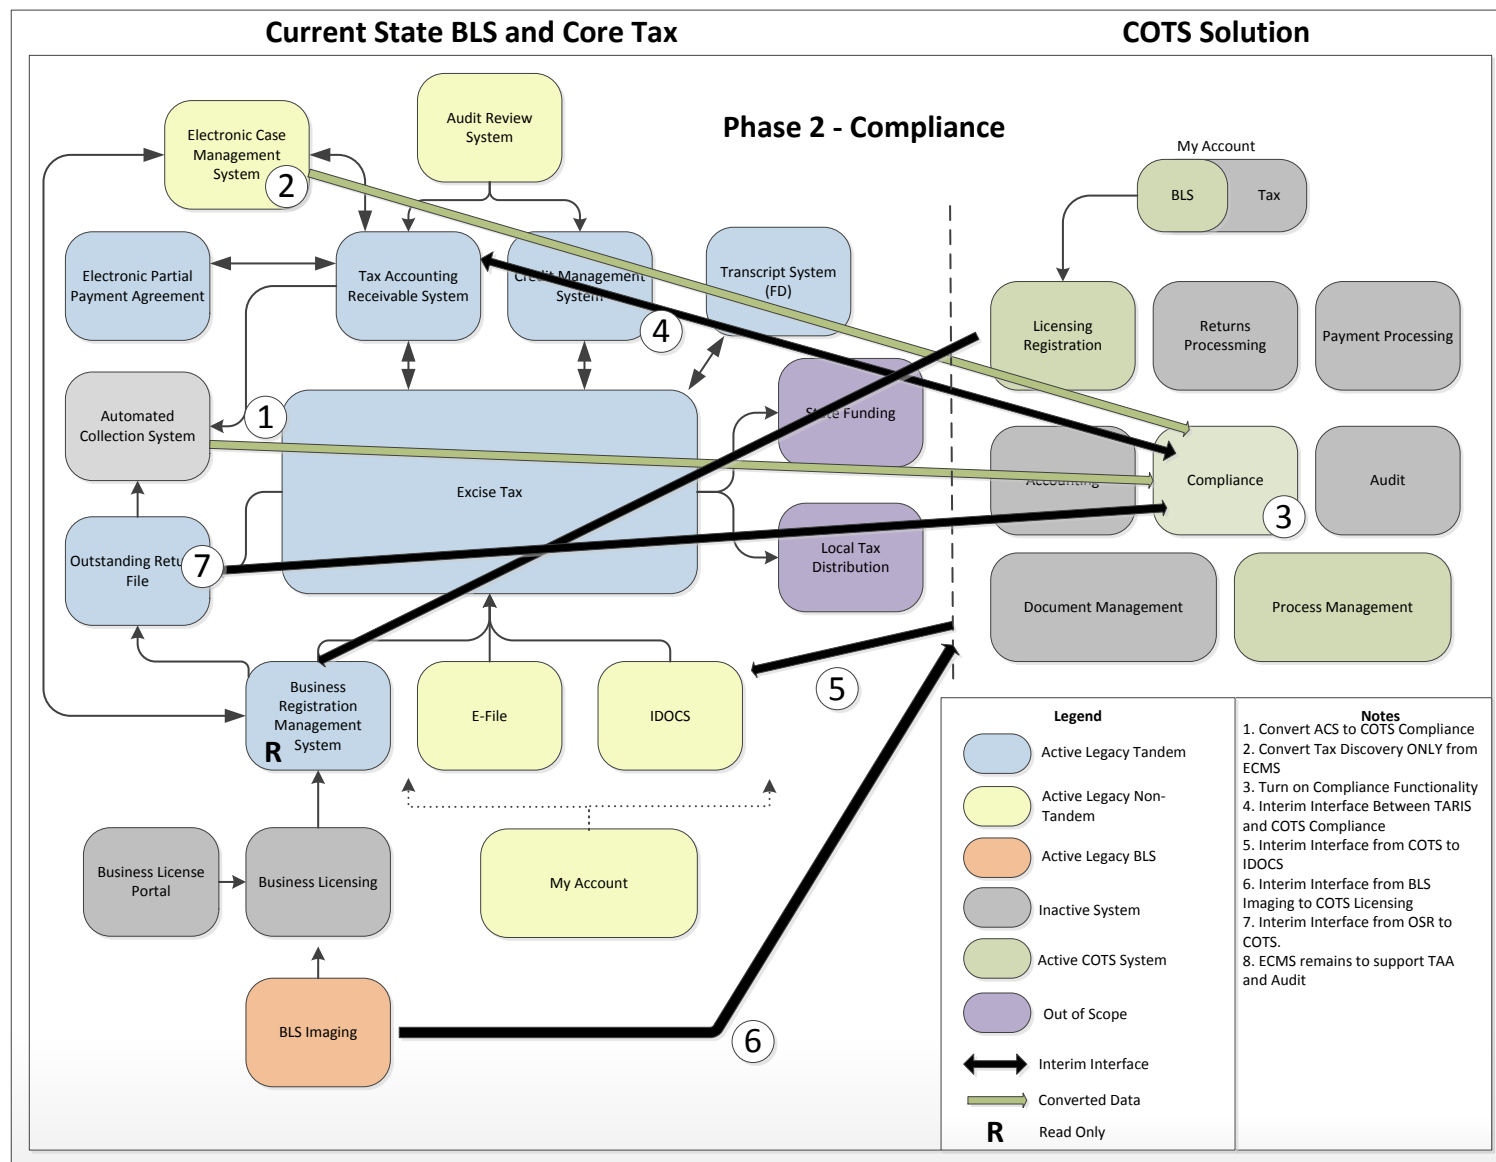 Current State BLS and Core Tax
COTS Solution
Phase 2 - Compliance
Electronic Case
Management
System
2
Audit Review
System
My Account
BLS
Tax
Electronic Partial
Payment Agreement
Tax Accounting
Receivable System
Credit Management
System
Transcript System
(FD)
4
Licensing
Registration
Returns
Processming
Payment Processing
Automated
Collection System
1
State Funding
Excise Tax
Accounting
Compliance
3
Audit
Outstanding Retu
File
7
Local Tax
Distribution
Document Management
Process Management
Business
Registration
Management
System
R
E-File
IDOCS
5
Business License
Portal
Business Licensing
My Account
BLS Imaging
6
Legend
Active Legacy Tandem
Active Legacy Non-
Tandem
Active Legacy BLS
Inactive System
Active COTS System
Out of Scope
Interim Interface
Converted Data
R
Read Only
Notes
1. Convert ACS to COTS Compliance
2. Convert Tax Discovery ONLY from
ECMS
3. Turn on Compliance Functionality
4. Interim Interface Between TARIS
and COTS Compliance
5. Interim Interface from COTS to
IDOCS
6. Interim Interface from BLS
Imaging to COTS Licensing
7. Interim Interface from OSR to
COTS.
8. ECMS remains to support TAA
and Audit